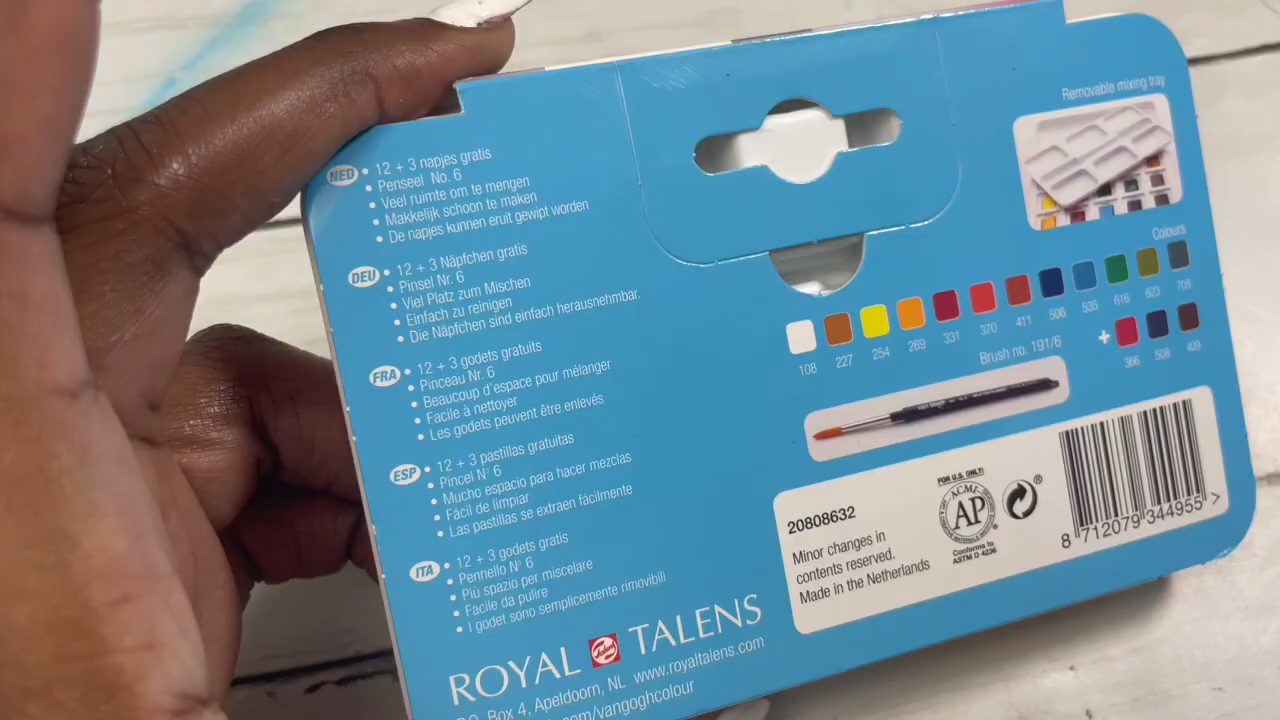 NED
• 12 + 3 napjes gratis
• Penseel No. 6
• Veel ruimte om te mengen
• Makkelijk schoon te maken
• De napjes kunnen eruit gewipt worden
DEU
• 12 + 3 Näpfchen gratis
• Pinsel Nr. 6
• Viel Platz zum Mischen
• Einfach zu reinigen
• Die Näpfchen sind einfach herausnehmbar.
FRA
• 12 + 3 godets gratuits
• Pinceau Nr. 6
• Beaucoup d'espace pour mélanger
• Facile à nettoyer
• Les godets peuvent être enlevés
ESP
• 12 + 3 pastillas gratuitas
• Pincel N° 6
• Mucho espacio para hacer mezclas
• Fácil de limpiar
• Las pastillas se extraen fácilmente
ITA
• 12 + 3 godets gratis
• Pennello N° 6
• Più spazio per miscelare
• Facile da pulire
• I godet sono semplicemente rimovibili
ROYAL Talens TALENS
P.O. Box 4, Apeldoorn, NL www.royaltalens.com
.com/vangoghcolour
Removable mixing tray
Colours
108 227 254 269 331 370 411 506 535 616 623 708
+ 366 508 409
Brush no. 191/6
20808632
Minor changes in
contents reserved.
Made in the Netherlands
FOR U.S. ONLY:
ACMI
AP
Conforms to
ASTM D 4236
®
8 712079 344955 >